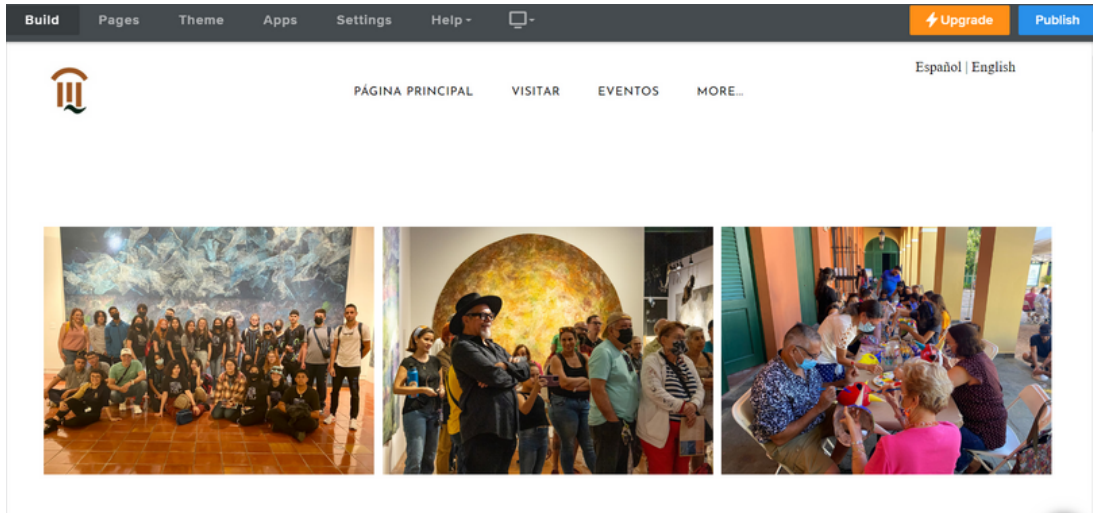 Build Pages Theme Apps Settings Help Upgrade Publish
Español | English
PÁGINA PRINCIPAL VISITAR EVENTOS MORE...